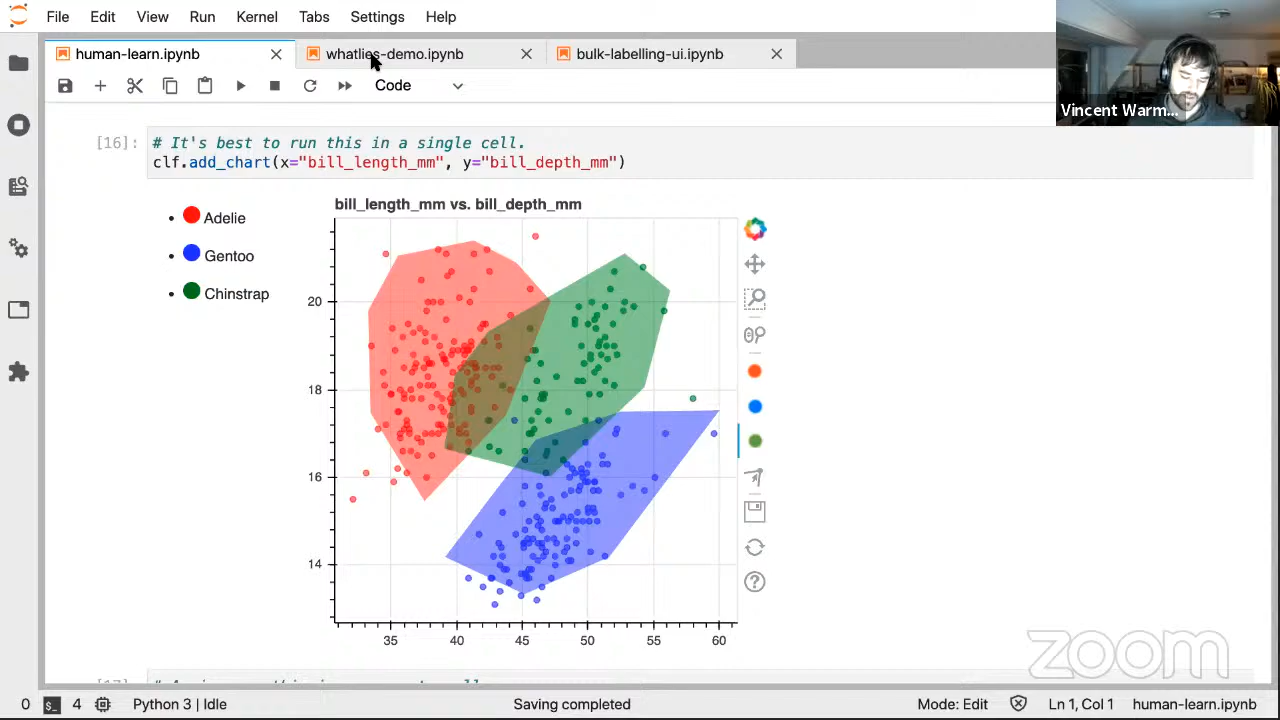 File Edit View Run Kernel Tabs Settings Help
human-learn.ipynb whatlies-demo.ipynb bulk-labelling-ui.ipynb
Code
Vincent Warm...
[16]: # It's best to run this in a single cell.
clf.add_chart(x="bill_length_mm", y="bill_depth_mm")
bill_length_mm vs. bill_depth_mm
• Adelie
• Gentoo
• Chinstrap
20
18
16
14
35 40 45 50 55 60
zoom
0 4 Python 3 | Idle Saving completed Mode: Edit Ln 1, Col 1 human-learn.ipynb